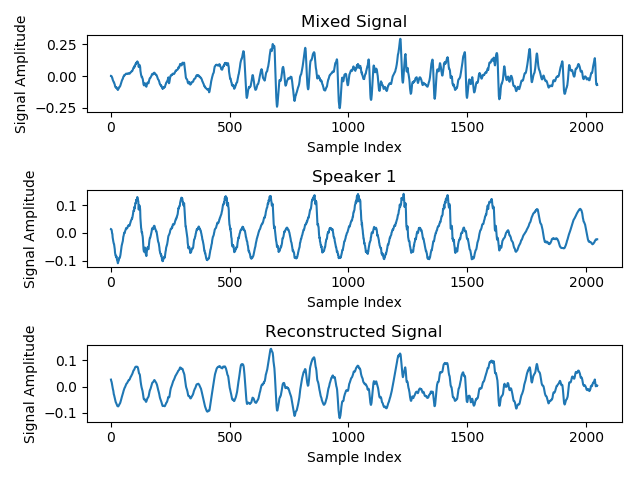 Mixed Signal
Signal Amplitude
0.25
0.00
−0.25
0 500 1000 1500 2000
Sample Index
Speaker 1
Signal Amplitude
0.1
0.0
−0.1
0 500 1000 1500 2000
Sample Index
Reconstructed Signal
Signal Amplitude
0.1
0.0
−0.1
0 500 1000 1500 2000
Sample Index